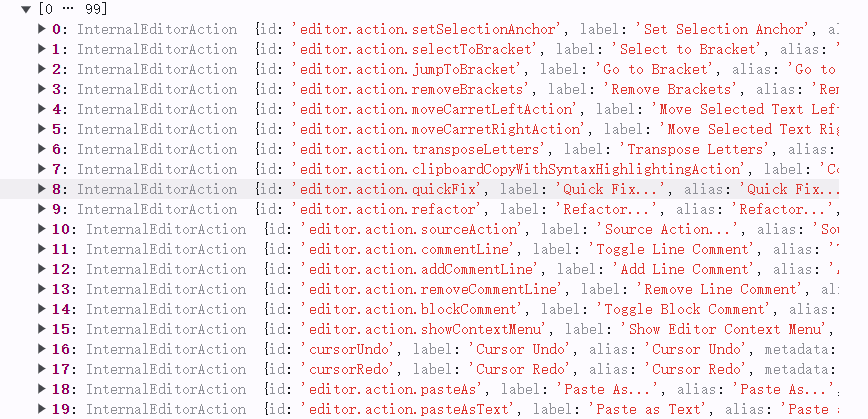 ▼ [0 … 99]
▶ 0: InternalEditorAction {id: 'editor.action.setSelectionAnchor', label: 'Set Selection Anchor', al
▶ 1: InternalEditorAction {id: 'editor.action.selectToBracket', label: 'Select to Bracket', alias: '
▶ 2: InternalEditorAction {id: 'editor.action.jumpToBracket', label: 'Go to Bracket', alias: 'Go to
▶ 3: InternalEditorAction {id: 'editor.action.removeBrackets', label: 'Remove Brackets', alias: 'Rem
▶ 4: InternalEditorAction {id: 'editor.action.moveCarretLeftAction', label: 'Move Selected Text Left
▶ 5: InternalEditorAction {id: 'editor.action.moveCarretRightAction', label: 'Move Selected Text Rig
▶ 6: InternalEditorAction {id: 'editor.action.transposeLetters', label: 'Transpose Letters', alias: '
▶ 7: InternalEditorAction {id: 'editor.action.clipboardCopyWithSyntaxHighlightingAction', label: 'Co
▶ 8: InternalEditorAction {id: 'editor.action.quickFix', label: 'Quick Fix...', alias: 'Quick Fix...
▶ 9: InternalEditorAction {id: 'editor.action.refactor', label: 'Refactor...', alias: 'Refactor...',
▶ 10: InternalEditorAction {id: 'editor.action.sourceAction', label: 'Source Action...', alias: 'Sou
▶ 11: InternalEditorAction {id: 'editor.action.commentLine', label: 'Toggle Line Comment', alias: 'T
▶ 12: InternalEditorAction {id: 'editor.action.addCommentLine', label: 'Add Line Comment', alias: 'A
▶ 13: InternalEditorAction {id: 'editor.action.removeCommentLine', label: 'Remove Line Comment', ali
▶ 14: InternalEditorAction {id: 'editor.action.blockComment', label: 'Toggle Block Comment', alias:
▶ 15: InternalEditorAction {id: 'editor.action.showContextMenu', label: 'Show Editor Context Menu',
▶ 16: InternalEditorAction {id: 'cursorUndo', label: 'Cursor Undo', alias: 'Cursor Undo', metadata:
▶ 17: InternalEditorAction {id: 'cursorRedo', label: 'Cursor Redo', alias: 'Cursor Redo', metadata:
▶ 18: InternalEditorAction {id: 'editor.action.pasteAs', label: 'Paste As...', alias: 'Paste As...',
▶ 19: InternalEditorAction {id: 'editor.action.pasteAsText', label: 'Paste as Text', alias: 'Paste a